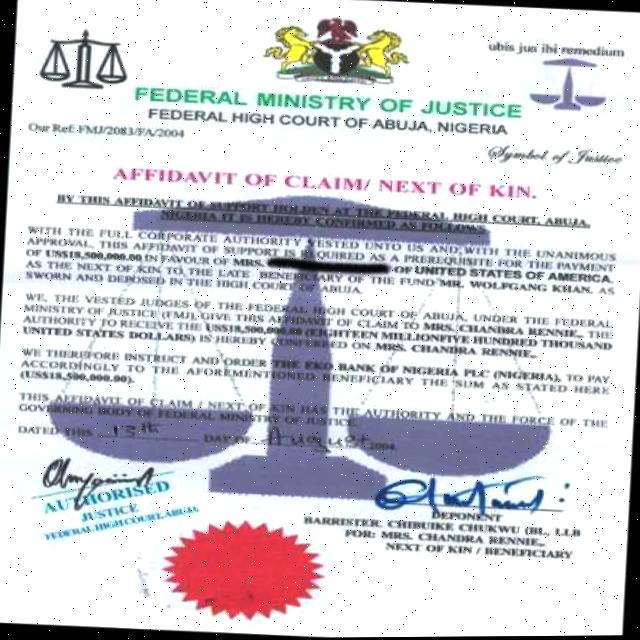 ubis jus ibi remedium
FEDERAL MINISTRY OF JUSTICE
FEDERAL HIGH COURT OF ABUJA, NIGERIA
Our Ref: FMJ/2083/FA/2004
Symbol of Justice
AFFIDAVIT OF CLAIM/ NEXT OF KIN.
BY THIS AFFIDAVIT OF SUPPORT HOLDEN AT THE FEDERAL HIGH COURT, ABUJA,
NIGERIA IT IS HEREBY CONFIRMED AS FOLLOWS
WITH THE FULL CORPORATE AUTHORITY VESTED UNTO US AND WITH THE UNANIMOUS
APPROVAL, THIS AFFIDAVIT OF SUPPORT IS REQUIRED AS A PREREQUISITE FOR THE PAYMENT
OF US$18,500,000.00 IN FAVOUR OF MRS. OF UNITED STATES OF AMERICA.
AS THE NEXT OF KIN TO THE LATE BENEFICIARY OF THE FUND MR. WOLFGANG KHAN, AS
SWORN AND DEPOSED IN THE HIGH COURT OF ABUJA.
WE, THE VESTED JUDGES OF THE FEDERAL HIGH COURT OF ABUJA, UNDER THE FEDERAL
MINISTRY OF JUSTICE (FMJ), GIVE THIS AFFIDAVIT OF CLAIM TO MRS. CHANDRA RENNIE, THE
AUTHORITY TO RECEIVE THE US$18,500,000.00 (EIGHTEEN MILLIONFIVE HUNDRED THOUSAND
UNITED STATES DOLLARS) IS HEREBY CONFERRED ON MRS. CHANDRA RENNIE.
WE THEREFORE INSTRUCT AND ORDER THE EKO BANK OF NIGERIA PLC (NIGERIA), TO PAY
ACCORDINGLY TO THE AFOREMENTIONED BENEFICIARY THE SUM AS STATED HERE
(US$18,500,000.00).
THIS AFFIDAVIT OF CLAIM / NEXT OF KIN HAS THE AUTHORITY AND THE FORCE OF THE
GOVERNING BODY OF FEDERAL MINISTRY OF JUSTICE.
DATED THIS 13th DAY OF August 2004.
AUTHORISED
JUSTICE
FEDERAL HIGH COURT ABUJA
DEPONENT
BARRISTER. CHIBUIKE CHUKWU (BL, LLB
FOR: MRS. CHANDRA RENNIE,
NEXT OF KIN / BENEFICIARY